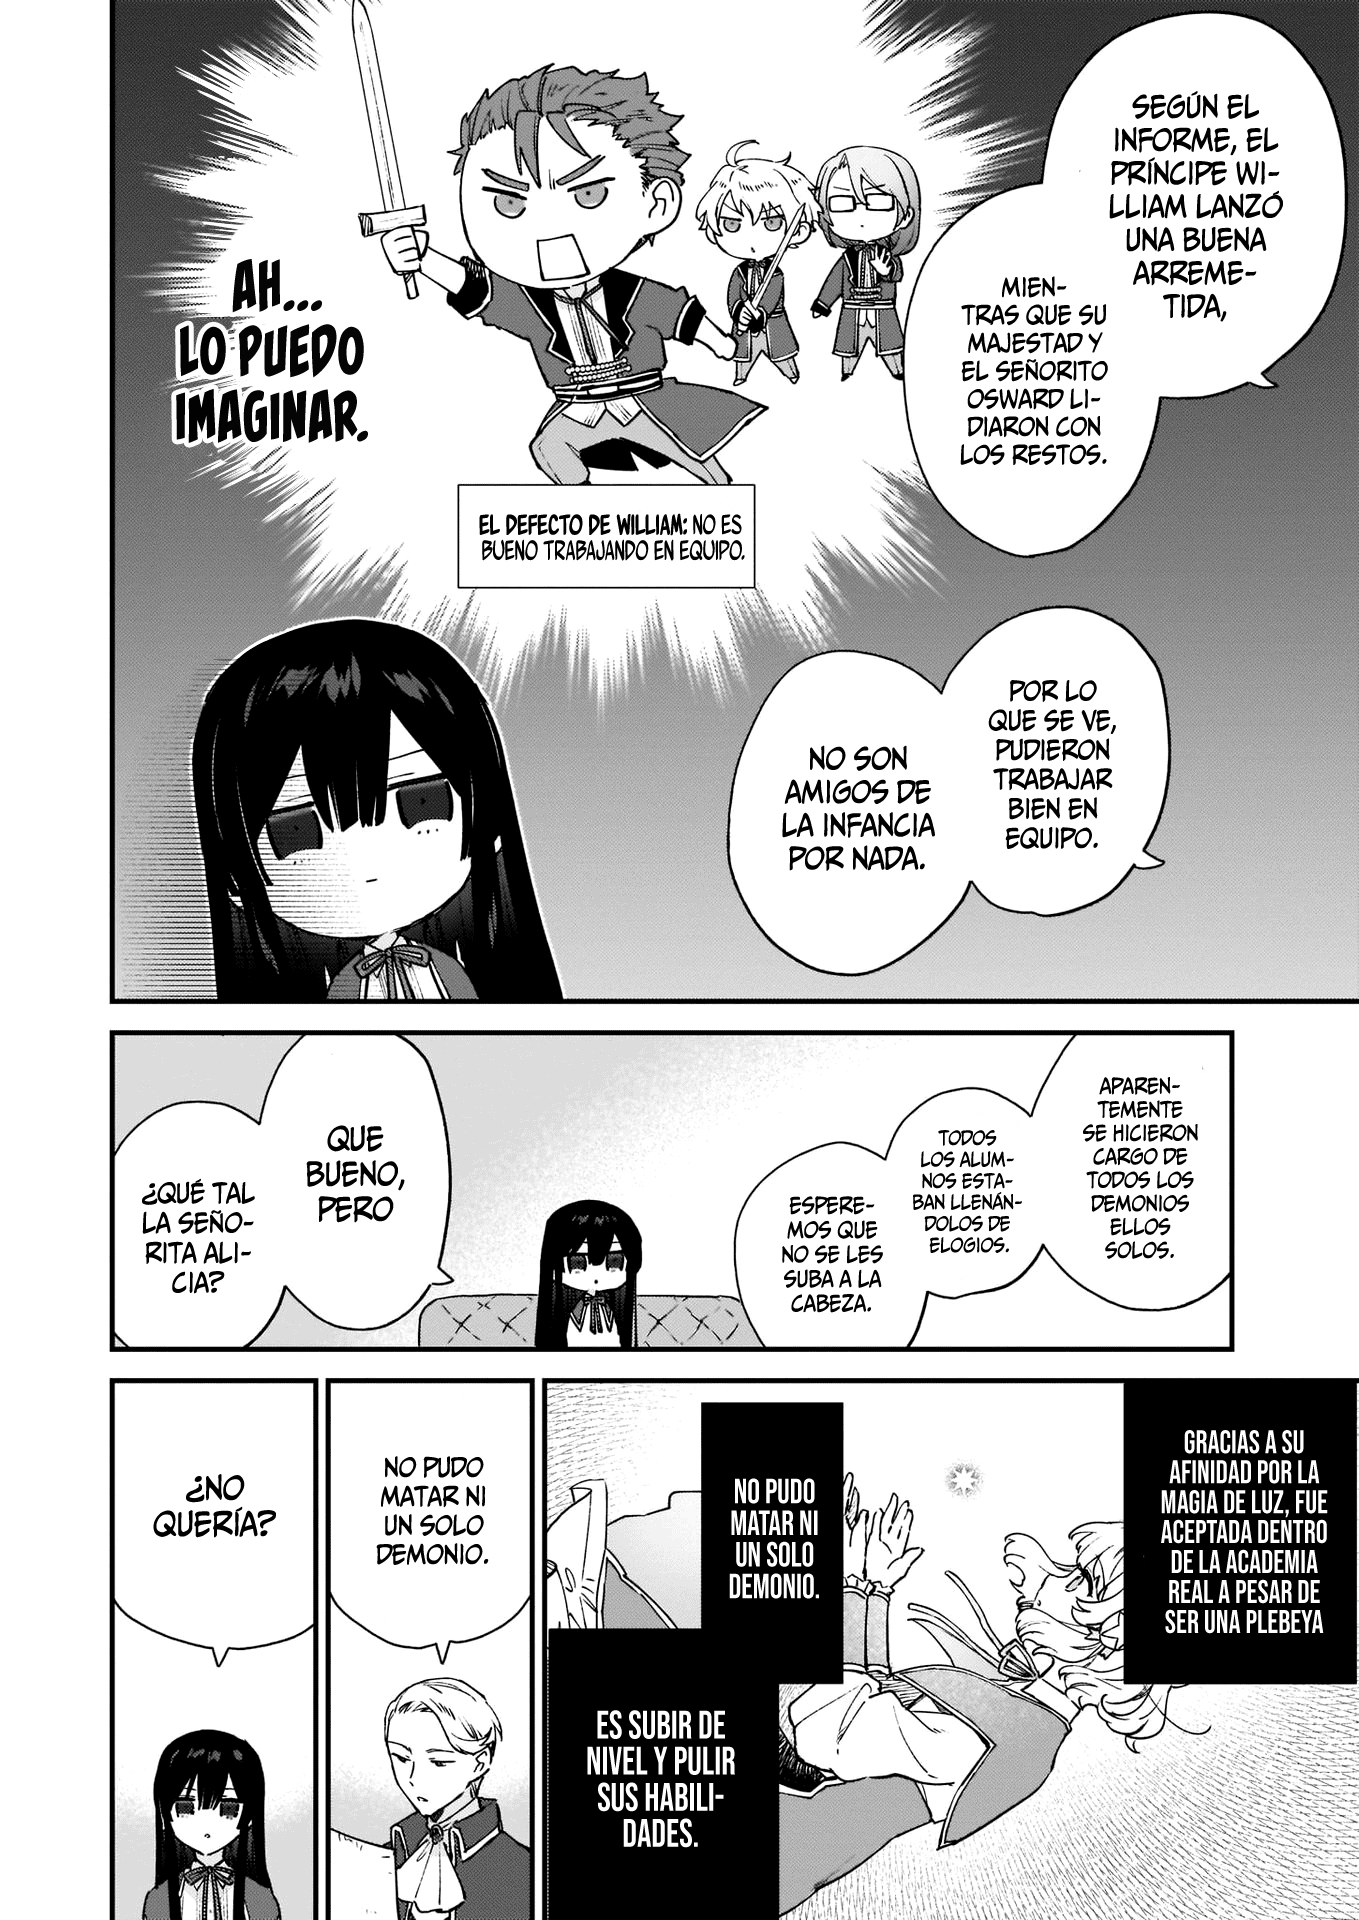 SEGÚN EL
INFORME, EL
PRÍNCIPE WI-
LLIAM LANZÓ
UNA BUENA
ARREME-
TIDA,
MIEN-
TRAS QUE SU
MAJESTAD Y
EL SEÑORITO
OSWARD LI-
DIARON CON
LOS RESTOS.
AH...
LO PUEDO
IMAGINAR.
EL DEFECTO DE WILLIAM: NO ES
BUENO TRABAJANDO EN EQUIPO.
POR LO
QUE SE VE,
PUDIERON
TRABAJAR
BIEN EN
EQUIPO.
NO SON
AMIGOS DE
LA INFANCIA
POR NADA.
APAREN-
TEMENTE
SE HICIERON
CARGO DE
TODOS LOS
DEMONIOS
ELLOS
SOLOS.
TODOS
LOS ALUM-
NOS ESTA-
BAN LLENÁN-
DOLOS DE
ELOGIOS.
ESPERE-
MOS QUE
NO SE LES
SUBA A LA
CABEZA.
QUE
BUENO,
PERO
¿QUÉ TAL
LA SEÑO-
RITA ALI-
CIA?
GRACIAS A SU
AFINIDAD POR LA
MAGIA DE LUZ, FUE
ACEPTADA DENTRO
DE LA ACADEMIA
REAL A PESAR DE
SER UNA PLEBEYA
NO PUDO
MATAR NI
UN SOLO
DEMONIO.
ES SUBIR DE
NIVEL Y PULIR
SUS HABILI-
DADES.
NO PUDO
MATAR NI
UN SOLO
DEMONIO.
¿NO
QUERÍA?